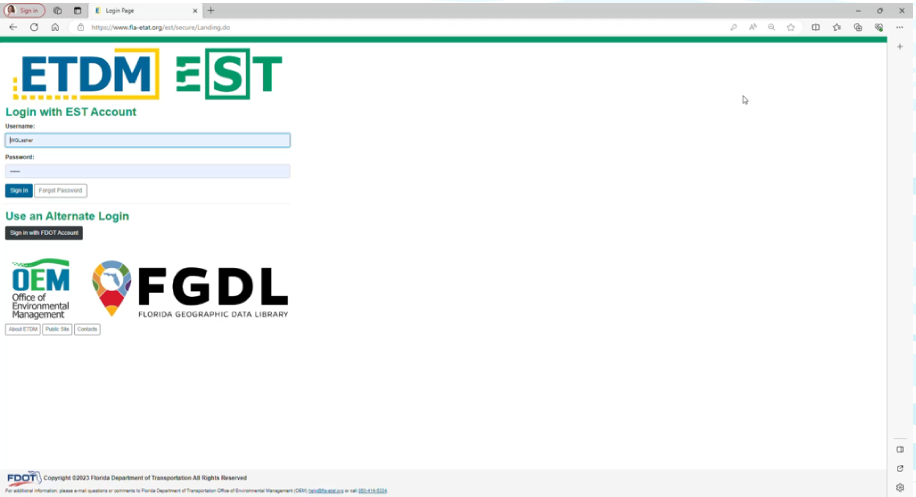 Sign in
Login Page
https://www.fla-etat.org/est/secure/Landing.do
ETDM EST
Login with EST Account
Username:
Password:
Sign In Forgot Password
Use an Alternate Login
Sign in with FDOT Account
OEM
Office of
Environmental
Management
FGDL
FLORIDA GEOGRAPHIC DATA LIBRARY
About ETDM Public Site Contacts
FDOT Copyright ©2023 Florida Department of Transportation All Rights Reserved
For additional information, please e-mail questions or comments to Florida Department of Transportation Office of Environmental Management (OEM) help@fla-etat.org or call 850-414-5334.